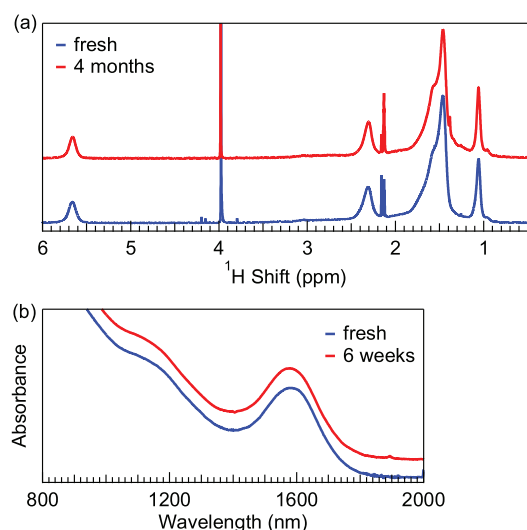 (a)
fresh
4 months
6 5 4 3 2 1
¹H Shift (ppm)
(b)
fresh
6 weeks
Absorbance
800 1200 1600 2000
Wavelength (nm)